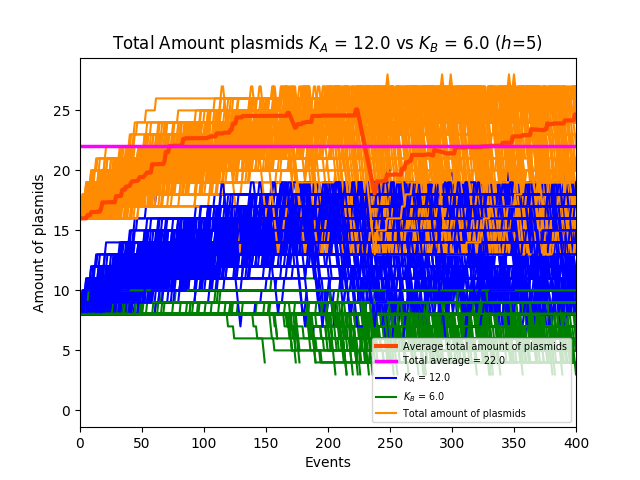 Total Amount plasmids K_A = 12.0 vs K_B = 6.0 (h=5)
Amount of plasmids
25
20
15
10
5
0
Average total amount of plasmids
Total average = 22.0
K_A = 12.0
K_B = 6.0
Total amount of plasmids
0 50 100 150 200 250 300 350 400
Events